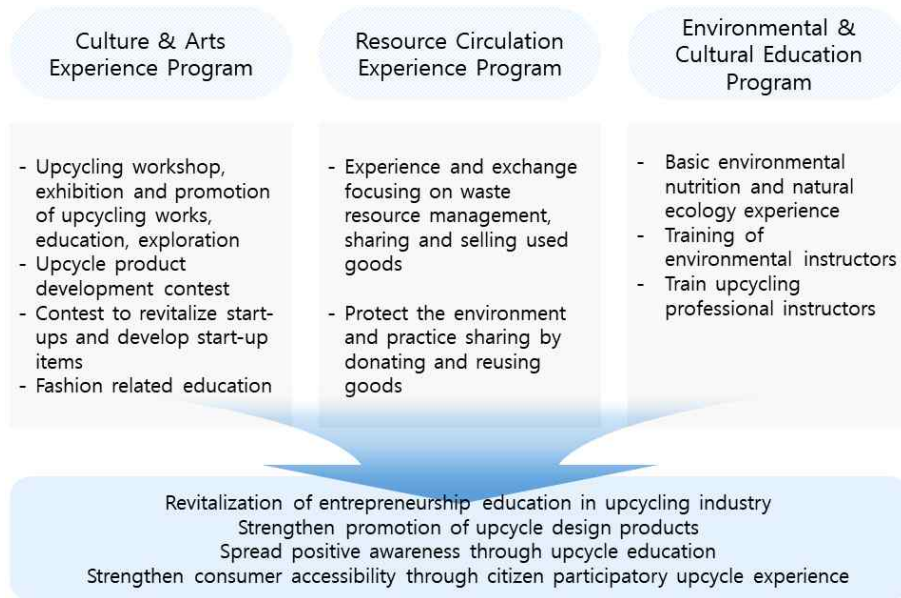 Culture & Arts
Experience Program
Resource Circulation
Experience Program
Environmental &
Cultural Education
Program
- Upcycling workshop,
exhibition and promotion
of upcycling works,
education, exploration
- Upcycle product
development contest
- Contest to revitalize start-
ups and develop start-up
items
- Fashion related education
- Experience and exchange
focusing on waste
resource management,
sharing and selling used
goods
- Protect the environment
and practice sharing by
donating and reusing
goods
- Basic environmental
nutrition and natural
ecology experience
- Training of
environmental instructors
- Train upcycling
professional instructors
Revitalization of entrepreneurship education in upcycling industry
Strengthen promotion of upcycle design products
Spread positive awareness through upcycle education
Strengthen consumer accessibility through citizen participatory upcycle experience